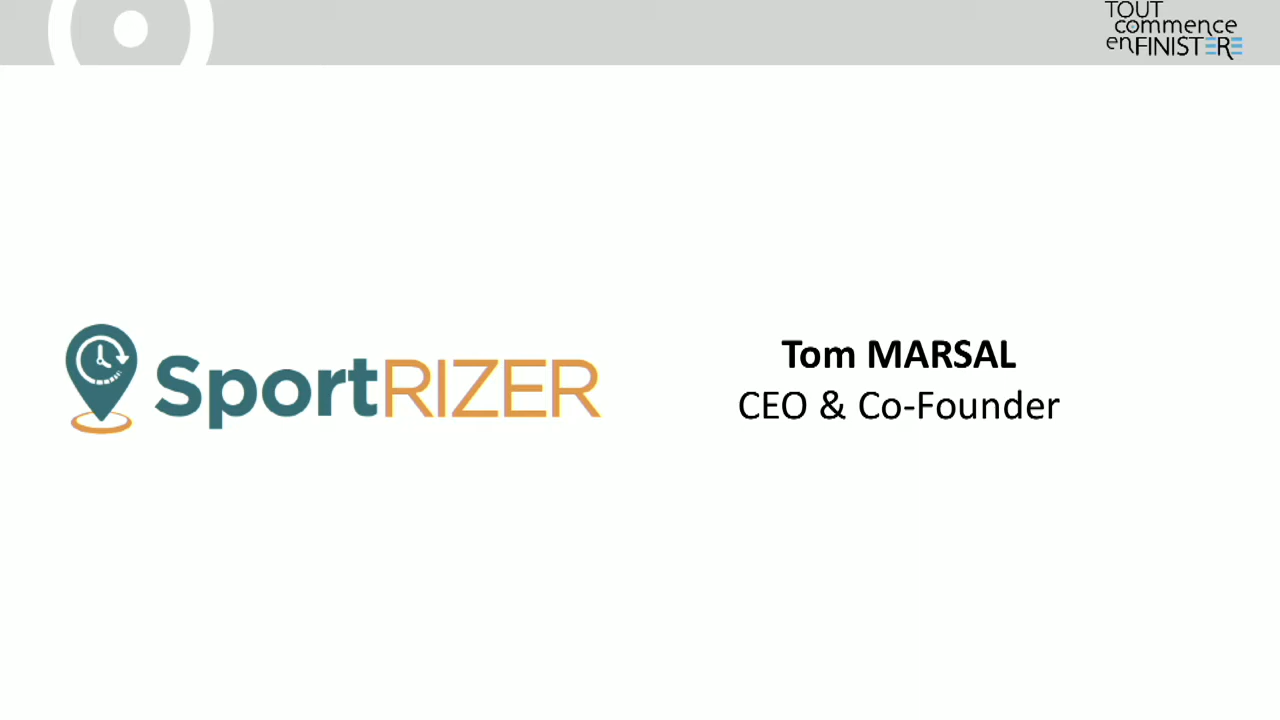 TOUT
commence
enFINISTERE
SportRIZER
Tom MARSAL
CEO & Co-Founder